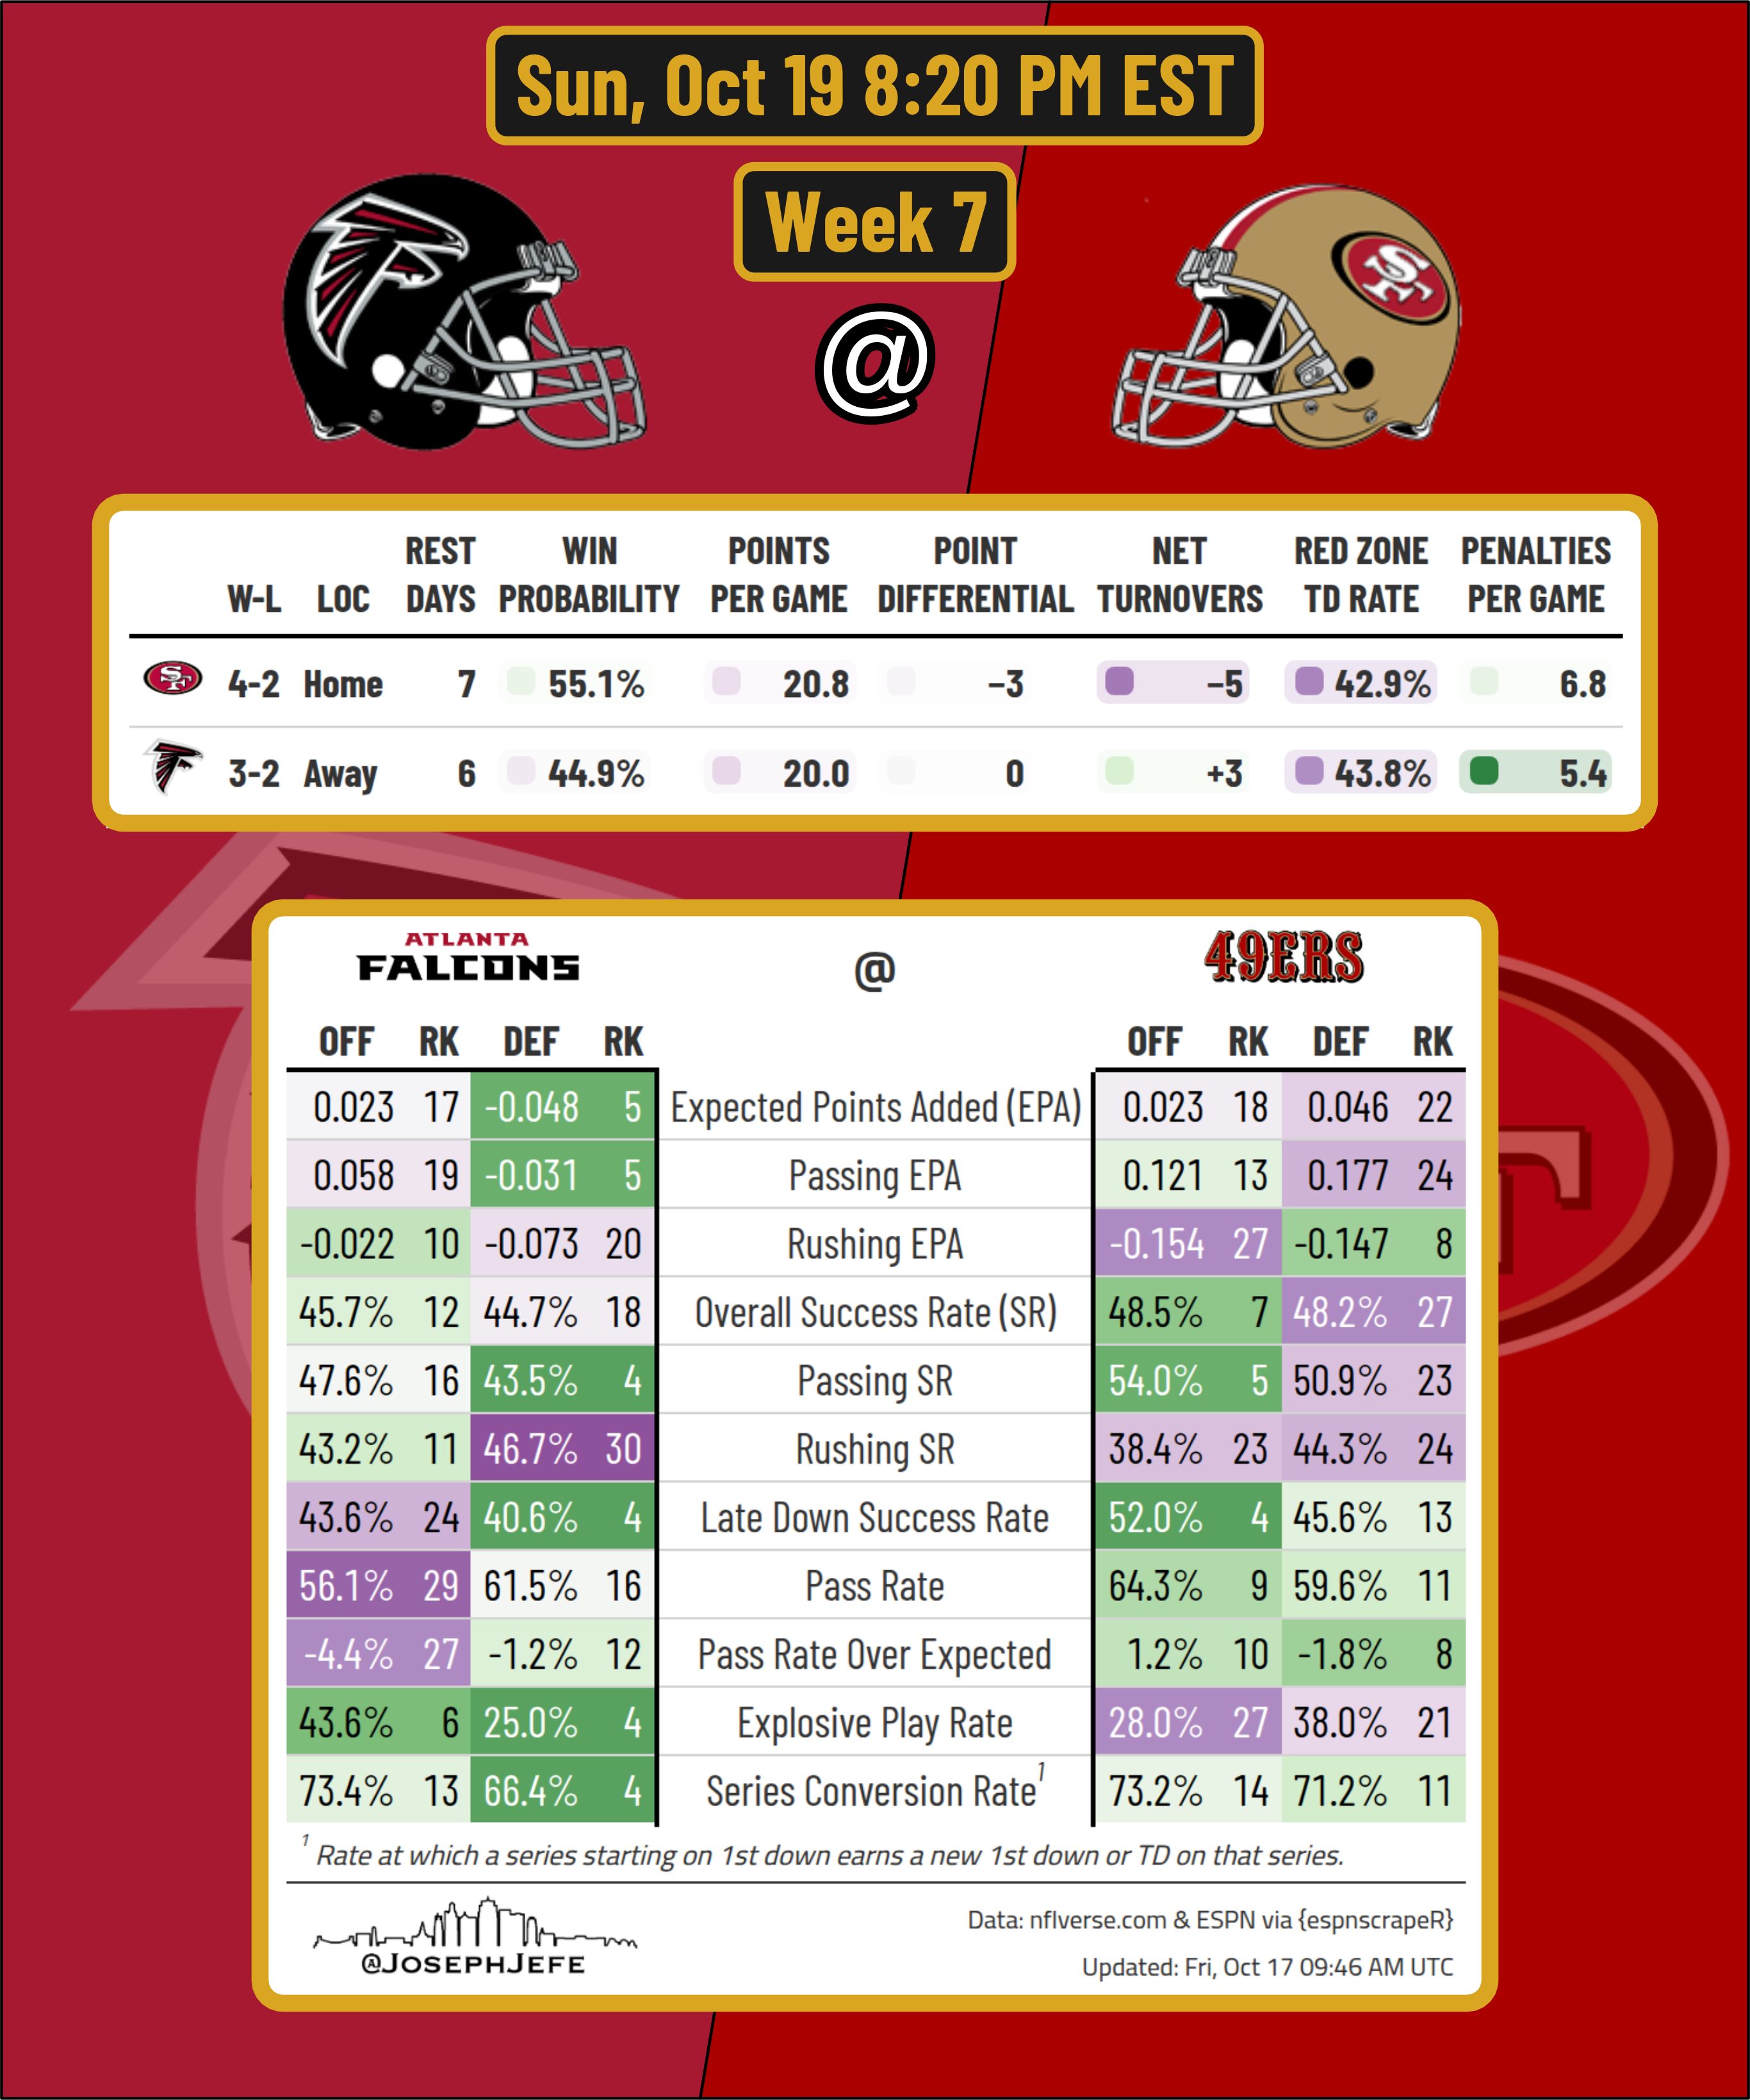 Sun, Oct 19 8:20 PM EST
Week 7
@
REST WIN POINTS POINT NET RED ZONE PENALTIES
W-L LOC DAYS PROBABILITY PER GAME DIFFERENTIAL TURNOVERS TD RATE PER GAME
SF 4-2 Home 7 55.1% 20.8 −3 −5 42.9% 6.8
3-2 Away 6 44.9% 20.0 0 +3 43.8% 5.4
ATLANTA
FALCONS @ 49ERS
OFF RK DEF RK OFF RK DEF RK
0.023 17 -0.048 5 Expected Points Added (EPA) 0.023 18 0.046 22
0.058 19 -0.031 5 Passing EPA 0.121 13 0.177 24
-0.022 10 -0.073 20 Rushing EPA -0.154 27 -0.147 8
45.7% 12 44.7% 18 Overall Success Rate (SR) 48.5% 7 48.2% 27
47.6% 16 43.5% 4 Passing SR 54.0% 5 50.9% 23
43.2% 11 46.7% 30 Rushing SR 38.4% 23 44.3% 24
43.6% 24 40.6% 4 Late Down Success Rate 52.0% 4 45.6% 13
56.1% 29 61.5% 16 Pass Rate 64.3% 9 59.6% 11
-4.4% 27 -1.2% 12 Pass Rate Over Expected 1.2% 10 -1.8% 8
43.6% 6 25.0% 4 Explosive Play Rate 28.0% 27 38.0% 21
73.4% 13 66.4% 4 Series Conversion Rate1 73.2% 14 71.2% 11
1 Rate at which a series starting on 1st down earns a new 1st down or TD on that series.
@JOSEPHJEFE
Data: nflverse.com & ESPN via {espnscrapeR}
Updated: Fri, Oct 17 09:46 AM UTC